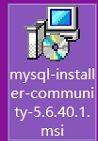 mysql-install
er-communi
ty-5.6.40.1.
msi